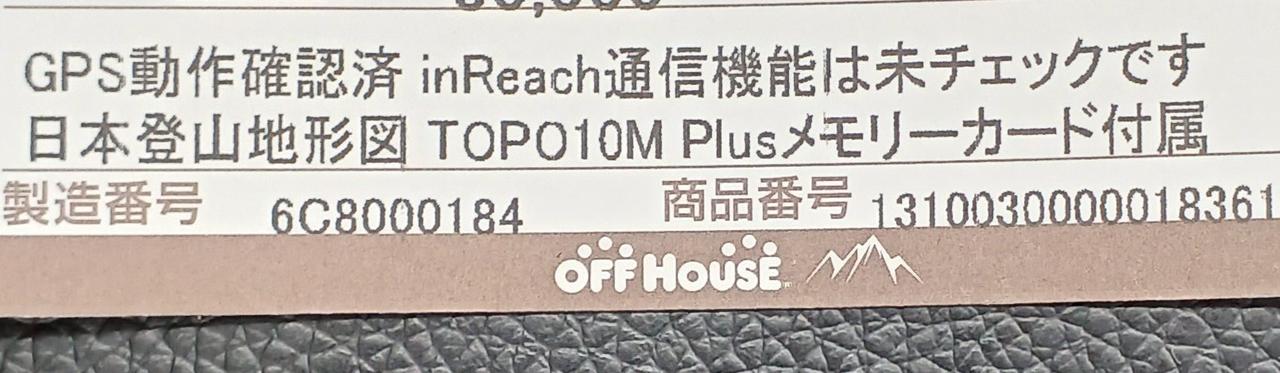 GPS動作確認済 inReach通信機能は未チェックです
日本登山地形図 TOPO10M Plusメモリーカード付属
製造番号 6C8000184 商品番号 1310030000018361
OFF HOUSE